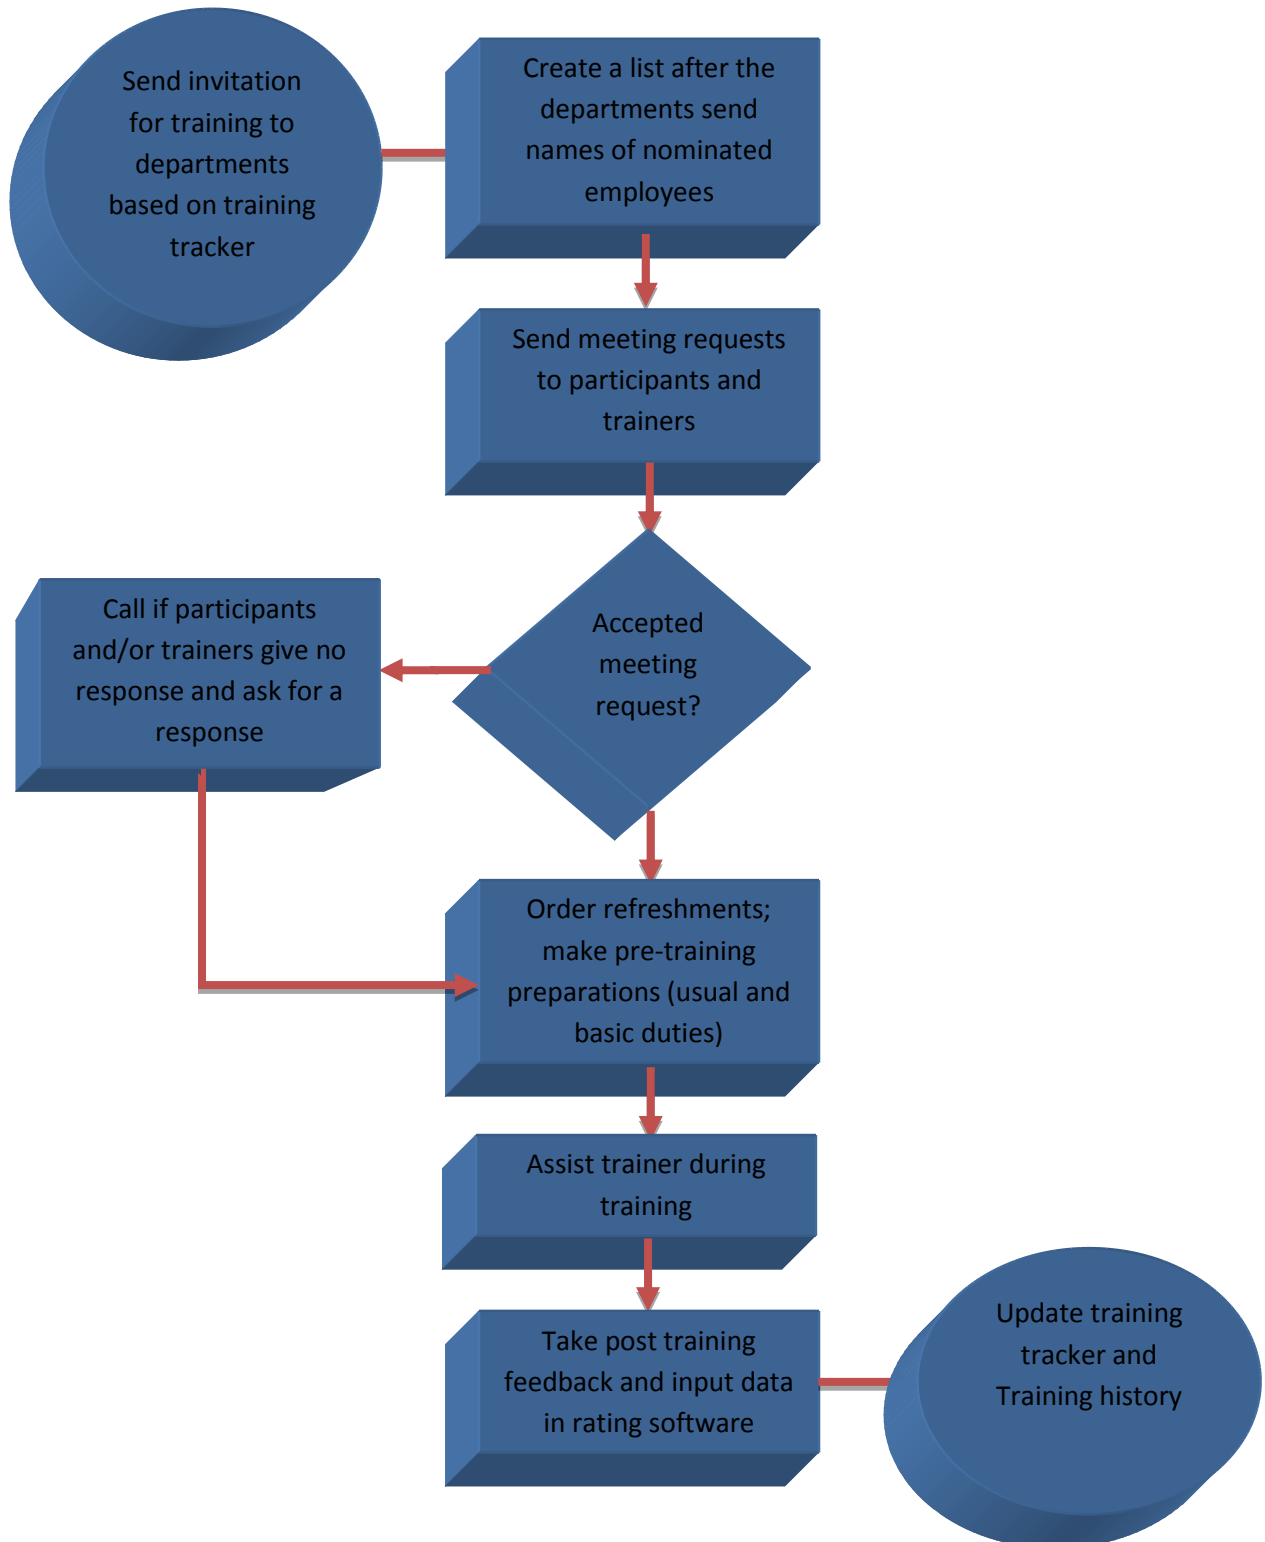 Send invitation
for training to
departments
based on training
tracker
Create a list after the
departments send
names of nominated
employees
Send meeting requests
to participants and
trainers
Accepted
meeting
request?
Call if participants
and/or trainers give no
response and ask for a
response
Order refreshments;
make pre-training
preparations (usual and
basic duties)
Assist trainer during
training
Take post training
feedback and input data
in rating software
Update training
tracker and
Training history